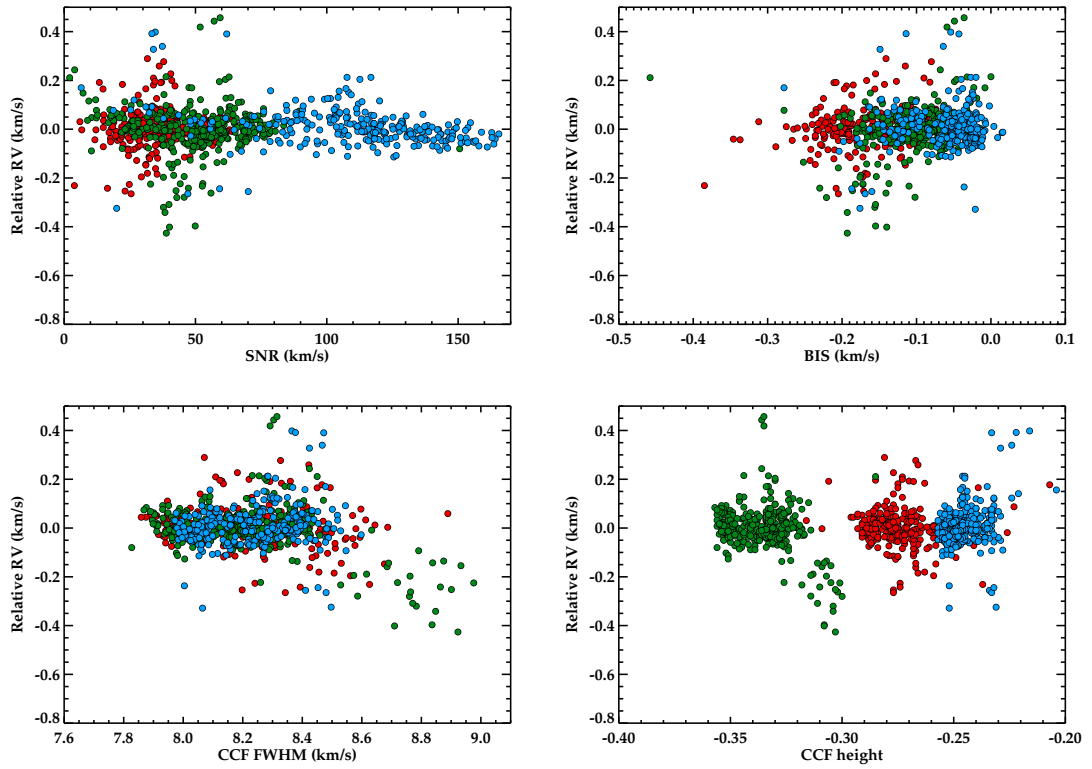 0.4
0.2
0.0
-0.2
-0.4
-0.6
-0.8
Relative RV (km/s)
0 50 100 150
SNR (km/s)
0.4
0.2
0.0
-0.2
-0.4
-0.6
-0.8
Relative RV (km/s)
-0.5 -0.4 -0.3 -0.2 -0.1 0.0 0.1
BIS (km/s)
0.4
0.2
0.0
-0.2
-0.4
-0.6
-0.8
Relative RV (km/s)
7.6 7.8 8.0 8.2 8.4 8.6 8.8 9.0
CCF FWHM (km/s)
0.4
0.2
0.0
-0.2
-0.4
-0.6
-0.8
Relative RV (km/s)
-0.40 -0.35 -0.30 -0.25 -0.20
CCF height